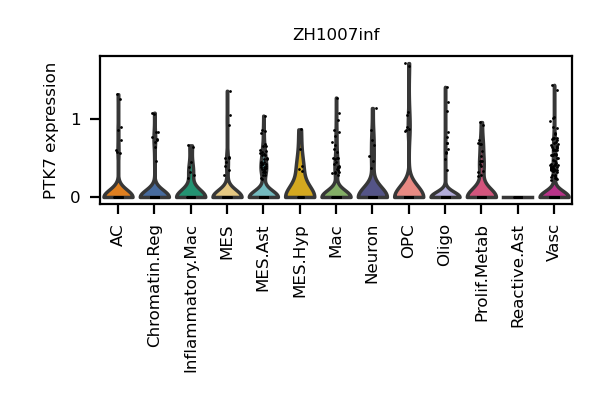 ZH1007inf
PTK7 expression
1
0
AC
Chromatin.Reg
Inflammatory.Mac
MES
MES.Ast
MES.Hyp
Mac
Neuron
OPC
Oligo
Prolif.Metab
Reactive.Ast
Vasc